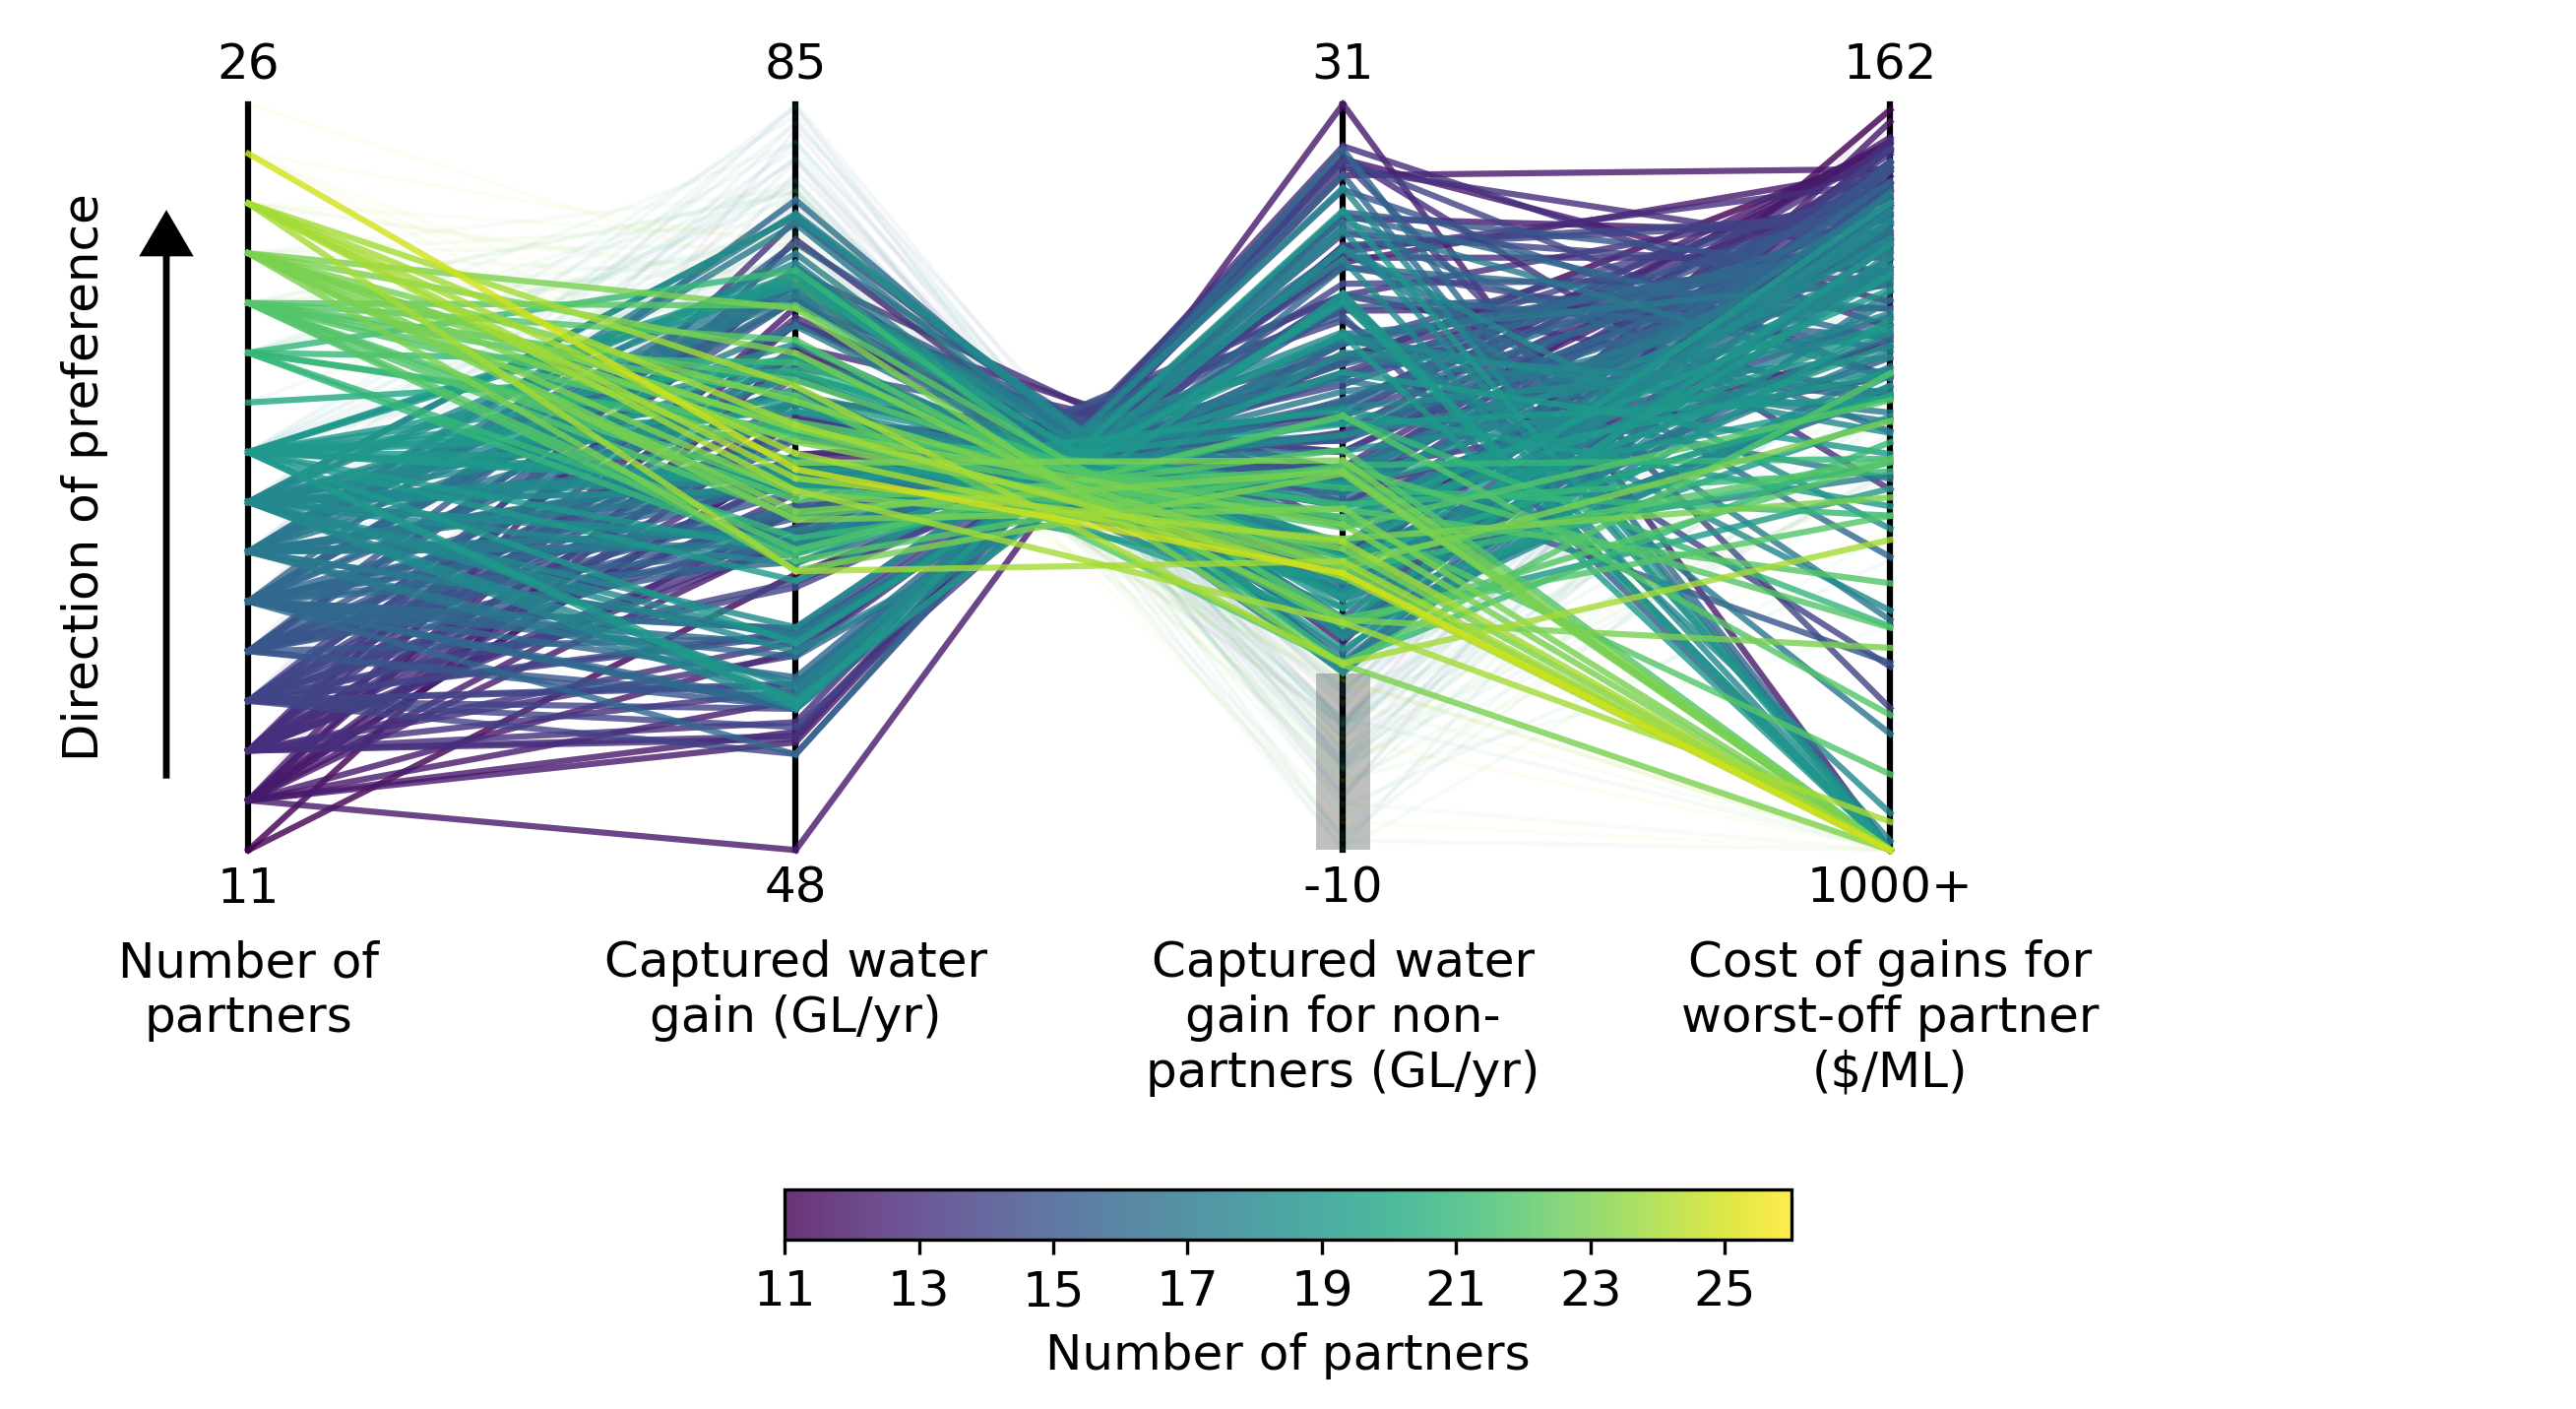 26
85
31
162
Direction of preference
11
48
-10
1000+
Number of
partners
Captured water
gain (GL/yr)
Captured water
gain for non-
partners (GL/yr)
Cost of gains for
worst-off partner
($/ML)
11 13 15 17 19 21 23 25
Number of partners